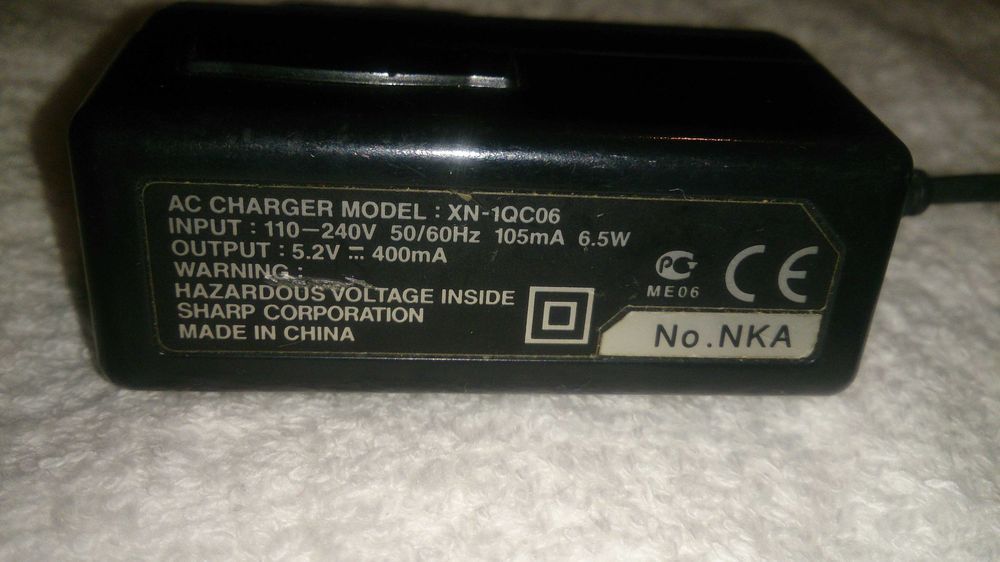 AC CHARGER MODEL : XN-1QC06
INPUT : 110–240V 50/60Hz 105mA 6.5W
OUTPUT : 5.2V ⎓ 400mA
WARNING :
HAZARDOUS VOLTAGE INSIDE
SHARP CORPORATION
MADE IN CHINA
PG
ME06
CE
No.NKA